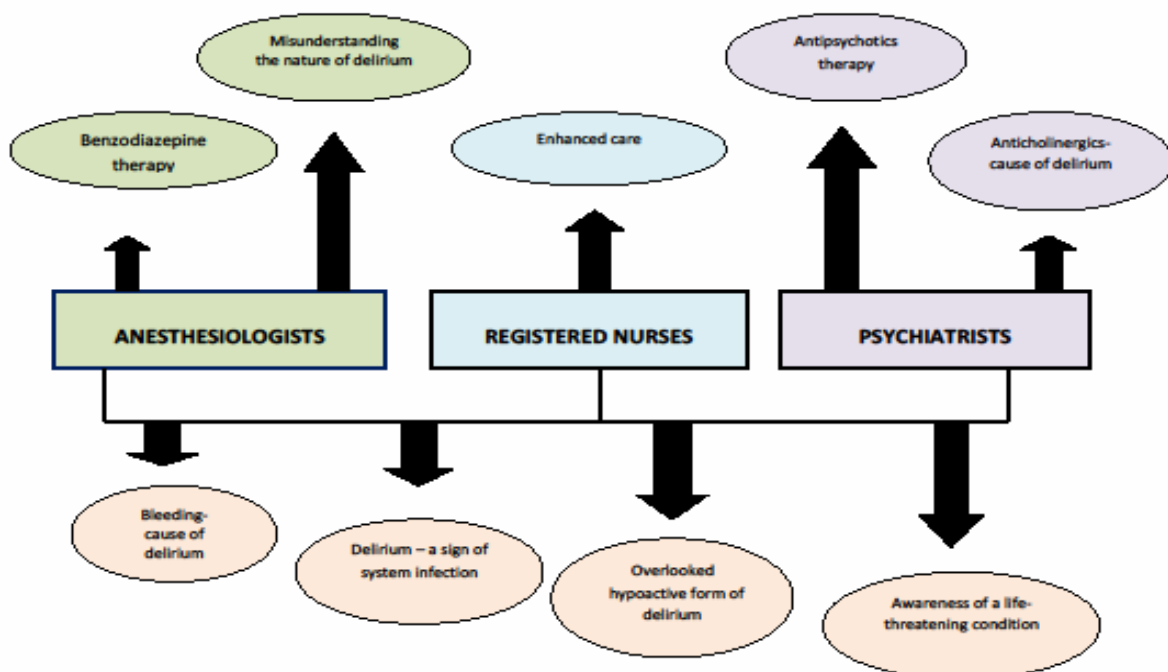 Misunderstanding
the nature of delirium
Antipsychotics
therapy
Benzodiazepine
therapy
Enhanced care
Anticholinergics-
cause of delirium
ANESTHESIOLOGISTS
REGISTERED NURSES
PSYCHIATRISTS
Bleeding-
cause of
delirium
Delirium – a sign of
system infection
Overlooked
hypoactive form of
delirium
Awareness of a life-
threatening condition